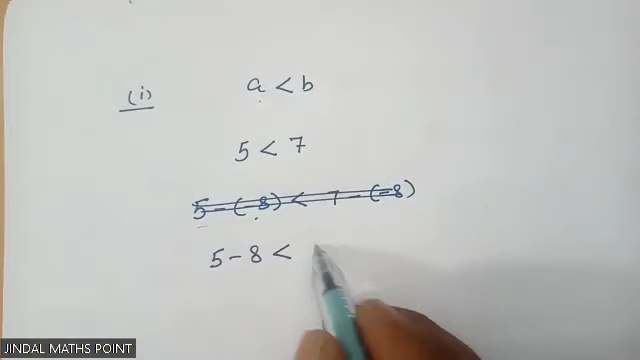 (i) a < b
5 < 7
5 - (-8) < 7 - (-8)
5 - 8 <
JINDAL MATHS POINT